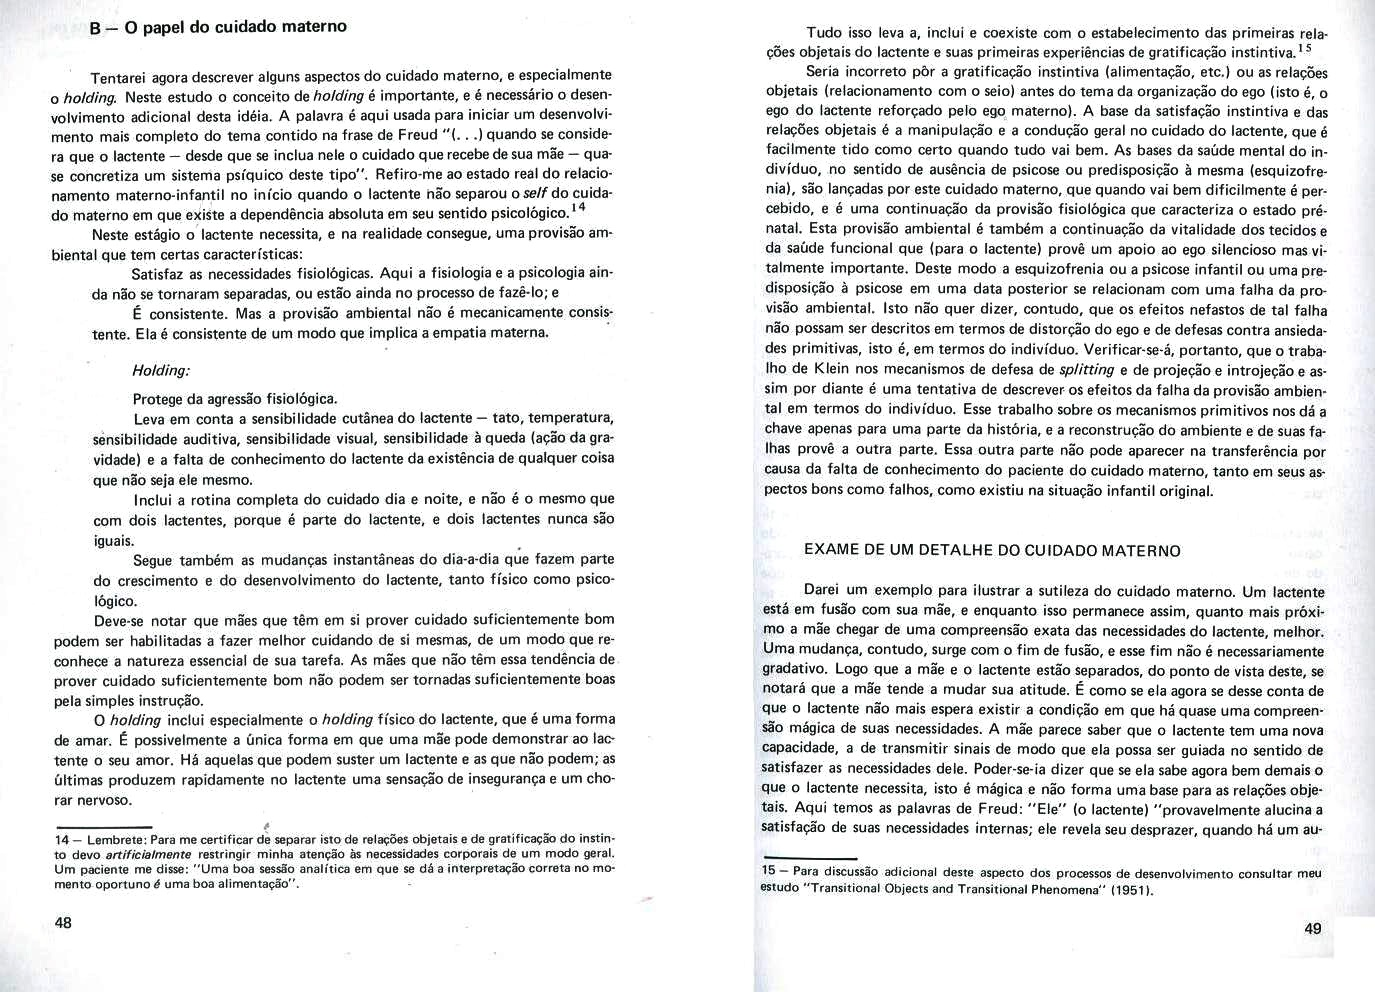 B — O papel do cuidado materno
Tentarei agora descrever alguns aspectos do cuidado materno, e especialmente
o holding. Neste estudo o conceito de holding é importante, e é necessário o desen-
volvimento adicional desta idéia. A palavra é aqui usada para iniciar um desenvolvi-
mento mais completo do tema contido na frase de Freud "(. . .) quando se conside-
ra que o lactente — desde que se inclua nele o cuidado que recebe de sua mãe — qua-
se concretiza um sistema psíquico deste tipo". Refiro-me ao estado real do relacio-
namento materno-infantil no início quando o lactente não separou o self do cuida-
do materno em que existe a dependência absoluta em seu sentido psicológico.14
Neste estágio o lactente necessita, e na realidade consegue, uma provisão am-
biental que tem certas características:
Satisfaz as necessidades fisiológicas. Aqui a fisiologia e a psicologia ain-
da não se tornaram separadas, ou estão ainda no processo de fazê-lo; e
É consistente. Mas a provisão ambiental não é mecanicamente consis-
tente. Ela é consistente de um modo que implica a empatia materna.
Holding:
Protege da agressão fisiológica.
Leva em conta a sensibilidade cutânea do lactente — tato, temperatura,
sensibilidade auditiva, sensibilidade visual, sensibilidade à queda (ação da gra-
vidade) e a falta de conhecimento do lactente da existência de qualquer coisa
que não seja ele mesmo.
Inclui a rotina completa do cuidado dia e noite, e não é o mesmo que
com dois lactentes, porque é parte do lactente, e dois lactentes nunca são
iguais.
Segue também as mudanças instantâneas do dia-a-dia que fazem parte
do crescimento e do desenvolvimento do lactente, tanto físico como psico-
lógico.
Deve-se notar que mães que têm em si prover cuidado suficientemente bom
podem ser habilitadas a fazer melhor cuidando de si mesmas, de um modo que re-
conhece a natureza essencial de sua tarefa. As mães que não têm essa tendência de
prover cuidado suficientemente bom não podem ser tornadas suficientemente boas
pela simples instrução.
O holding inclui especialmente o holding físico do lactente, que é uma forma
de amar. É possivelmente a única forma em que uma mãe pode demonstrar ao lac-
tente o seu amor. Há aquelas que podem suster um lactente e as que não podem; as
últimas produzem rapidamente no lactente uma sensação de insegurança e um cho-
rar nervoso.
14 — Lembrete: Para me certificar de separar isto de relações objetais e de gratificação do instin-
to devo artificialmente restringir minha atenção às necessidades corporais de um modo geral.
Um paciente me disse: "Uma boa sessão analítica em que se dá a interpretação correta no mo-
mento oportuno é uma boa alimentação".
48
Tudo isso leva a, inclui e coexiste com o estabelecimento das primeiras rela-
ções objetais do lactente e suas primeiras experiências de gratificação instintiva.15
Seria incorreto pôr a gratificação instintiva (alimentação, etc.) ou as relações
objetais (relacionamento com o seio) antes do tema da organização do ego (isto é, o
ego do lactente reforçado pelo ego materno). A base da satisfação instintiva e das
relações objetais é a manipulação e a condução geral no cuidado do lactente, que é
facilmente tido como certo quando tudo vai bem. As bases da saúde mental do in-
divíduo, no sentido de ausência de psicose ou predisposição à mesma (esquizofre-
nia), são lançadas por este cuidado materno, que quando vai bem dificilmente é per-
cebido, e é uma continuação da provisão fisiológica que caracteriza o estado pré-
natal. Esta provisão ambiental é também a continuação da vitalidade dos tecidos e
da saúde funcional que (para o lactente) provê um apoio ao ego silencioso mas vi-
talmente importante. Deste modo a esquizofrenia ou a psicose infantil ou uma pre-
disposição à psicose em uma data posterior se relacionam com uma falha da pro-
visão ambiental. Isto não quer dizer, contudo, que os efeitos nefastos de tal falha
não possam ser descritos em termos de distorção do ego e de defesas contra ansieda-
des primitivas, isto é, em termos do indivíduo. Verificar-se-á, portanto, que o traba-
lho de Klein nos mecanismos de defesa de splitting e de projeção e introjeção e as-
sim por diante é uma tentativa de descrever os efeitos da falha da provisão ambien-
tal em termos do indivíduo. Esse trabalho sobre os mecanismos primitivos nos dá a
chave apenas para uma parte da história, e a reconstrução do ambiente e de suas fa-
lhas provê a outra parte. Essa outra parte não pode aparecer na transferência por
causa da falta de conhecimento do paciente do cuidado materno, tanto em seus as-
pectos bons como falhos, como existiu na situação infantil original.
EXAME DE UM DETALHE DO CUIDADO MATERNO
Darei um exemplo para ilustrar a sutileza do cuidado materno. Um lactente
está em fusão com sua mãe, e enquanto isso permanece assim, quanto mais próxi-
mo a mãe chegar de uma compreensão exata das necessidades do lactente, melhor.
Uma mudança, contudo, surge com o fim de fusão, e esse fim não é necessariamente
gradativo. Logo que a mãe e o lactente estão separados, do ponto de vista deste, se
notará que a mãe tende a mudar sua atitude. É como se ela agora se desse conta de
que o lactente não mais espera existir a condição em que há quase uma compreen-
são mágica de suas necessidades. A mãe parece saber que o lactente tem uma nova
capacidade, a de transmitir sinais de modo que ela possa ser guiada no sentido de
satisfazer as necessidades dele. Poder-se-ia dizer que se ela sabe agora bem demais o
que o lactente necessita, isto é mágica e não forma uma base para as relações obje-
tais. Aqui temos as palavras de Freud: "Ele" (o lactente) "provavelmente alucina a
satisfação de suas necessidades internas; ele revela seu desprazer, quando há um au-
15 — Para discussão adicional deste aspecto dos processos de desenvolvimento consultar meu
estudo "Transitional Objects and Transitional Phenomena" (1951).
49